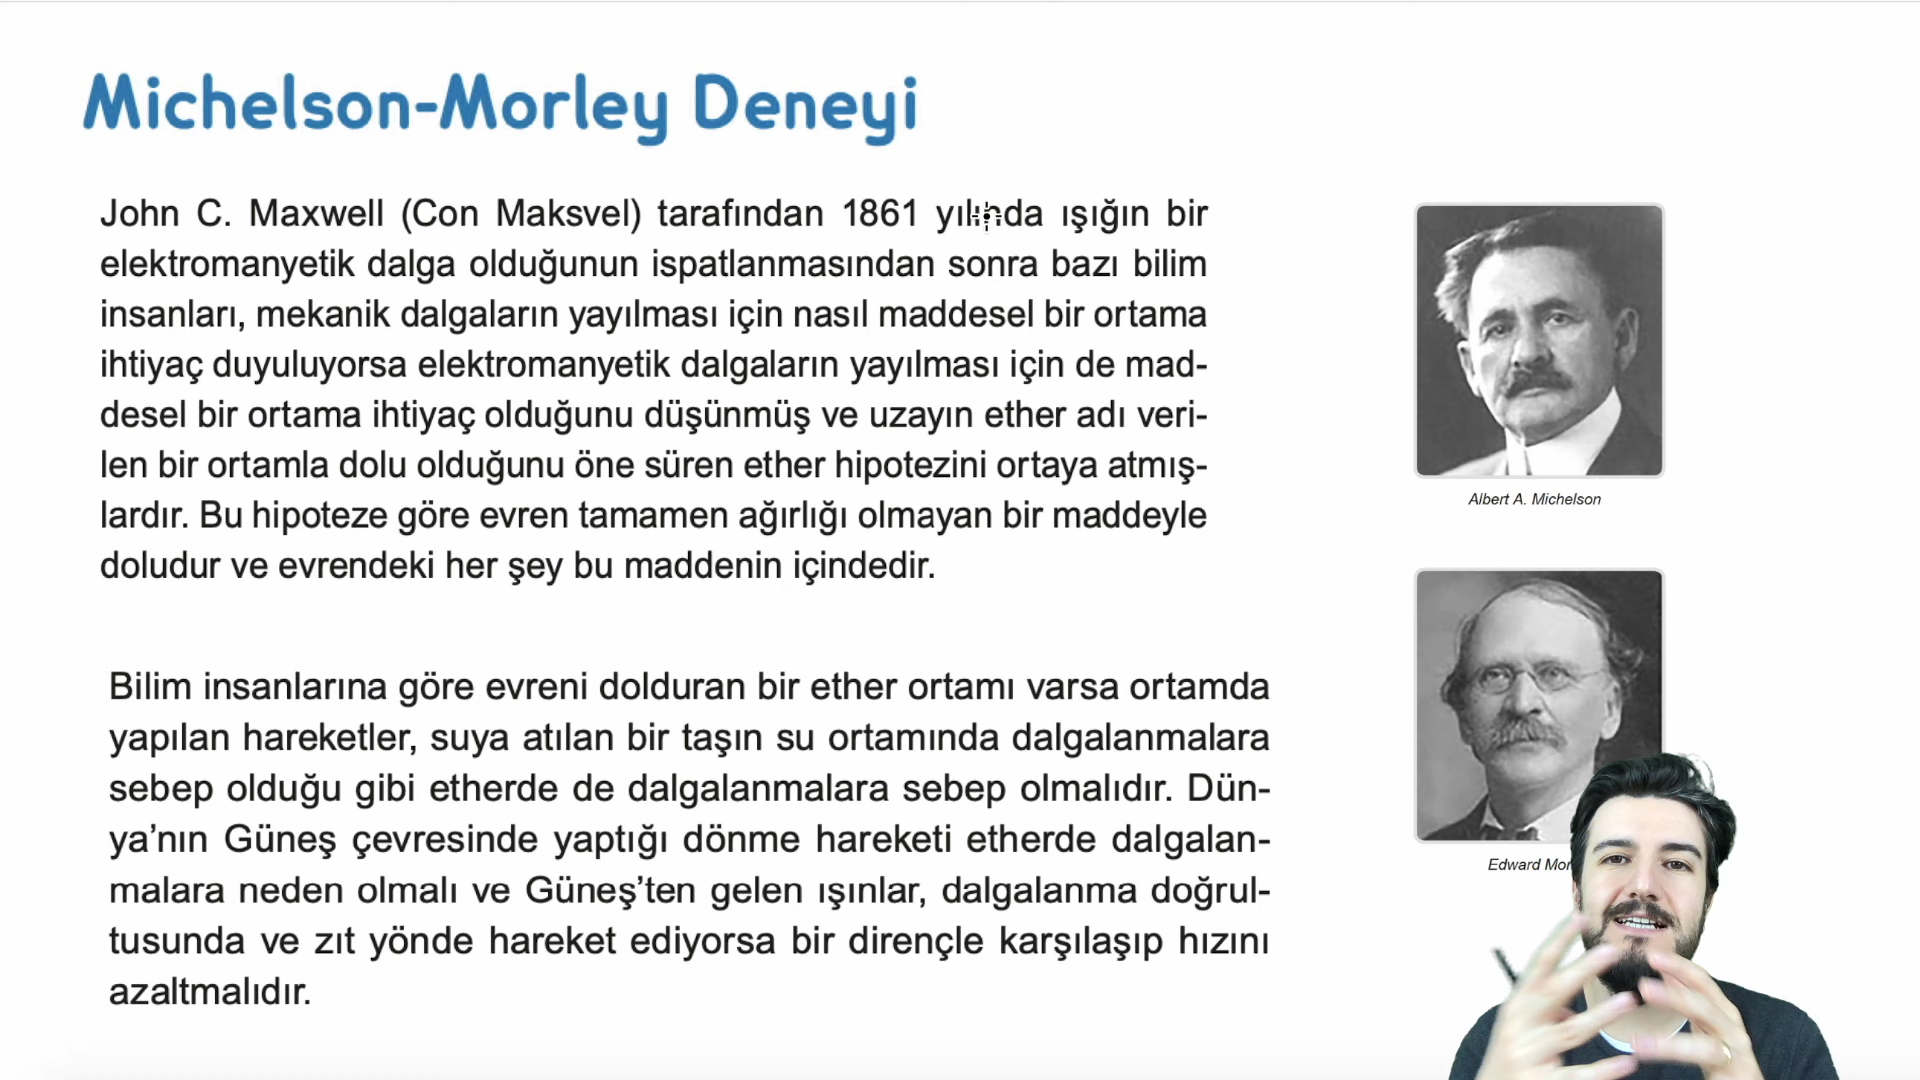 Michelson-Morley Deneyi
John C. Maxwell (Con Maksvel) tarafından 1861 yılında ışığın bir
elektromanyetik dalga olduğunun ispatlanmasından sonra bazı bilim
insanları, mekanik dalgaların yayılması için nasıl maddesel bir ortama
ihtiyaç duyuluyorsa elektromanyetik dalgaların yayılması için de mad-
desel bir ortama ihtiyaç olduğunu düşünmüş ve uzayın ether adı veri-
len bir ortamla dolu olduğunu öne süren ether hipotezini ortaya atmış-
lardır. Bu hipoteze göre evren tamamen ağırlığı olmayan bir maddeyle
doludur ve evrendeki her şey bu maddenin içindedir.
Bilim insanlarına göre evreni dolduran bir ether ortamı varsa ortamda
yapılan hareketler, suya atılan bir taşın su ortamında dalgalanmalara
sebep olduğu gibi etherde de dalgalanmalara sebep olmalıdır. Dün-
ya’nın Güneş çevresinde yaptığı dönme hareketi etherde dalgalan-
malara neden olmalı ve Güneş’ten gelen ışınlar, dalgalanma doğrul-
tusunda ve zıt yönde hareket ediyorsa bir dirençle karşılaşıp hızını
azaltmalıdır.
Albert A. Michelson
Edward